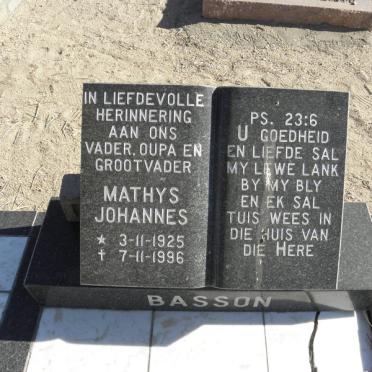 IN LIEFDEVOLLE
HERINNERING
AAN ONS
VADER, OUPA EN
GROOTVADER
MATHYS
JOHANNES
* 3-11-1925
✝ 7-11-1996
PS. 23:6
U GOEDHEID
EN LIEFDE SAL
MY LEWE LANK
BY MY BLY
EN EK SAL
TUIS WEES IN
DIE HUIS VAN
DIE HERE
BASSON